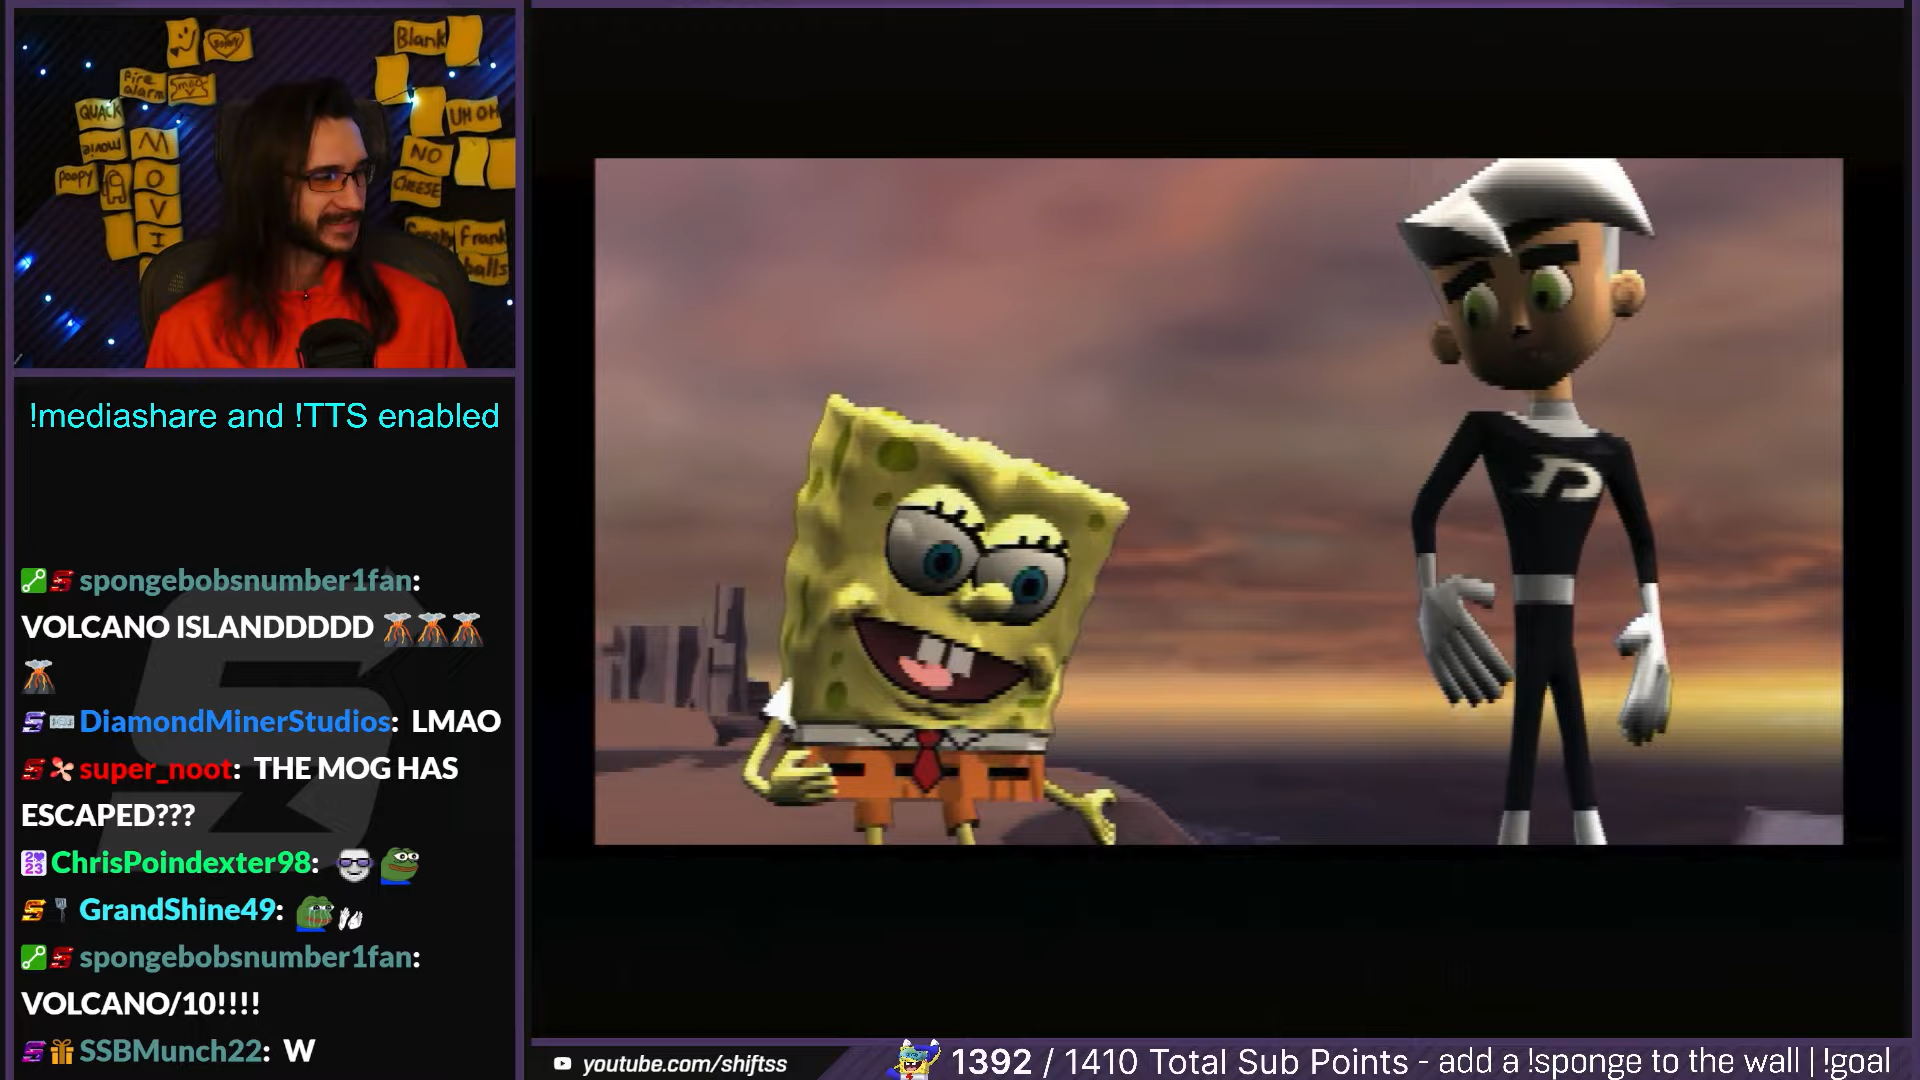 Blank
Fire
alarm
QUACK
UH OH
movie
M
NO
POOPY
O
CHEESE
V
Frank
I
balls
D
!mediashare and !TTS enabled
spongebobsnumber1fan:
VOLCANO ISLANDDDDD
DiamondMinerStudios: LMAO
super_noot: THE MOG HAS
ESCAPED???
ChrisPoindexter98:
GrandShine49:
spongebobsnumber1fan:
VOLCANO/10!!!!
SSBMunch22: W
youtube.com/shiftss
1392 / 1410 Total Sub Points - add a !sponge to the wall | !goal